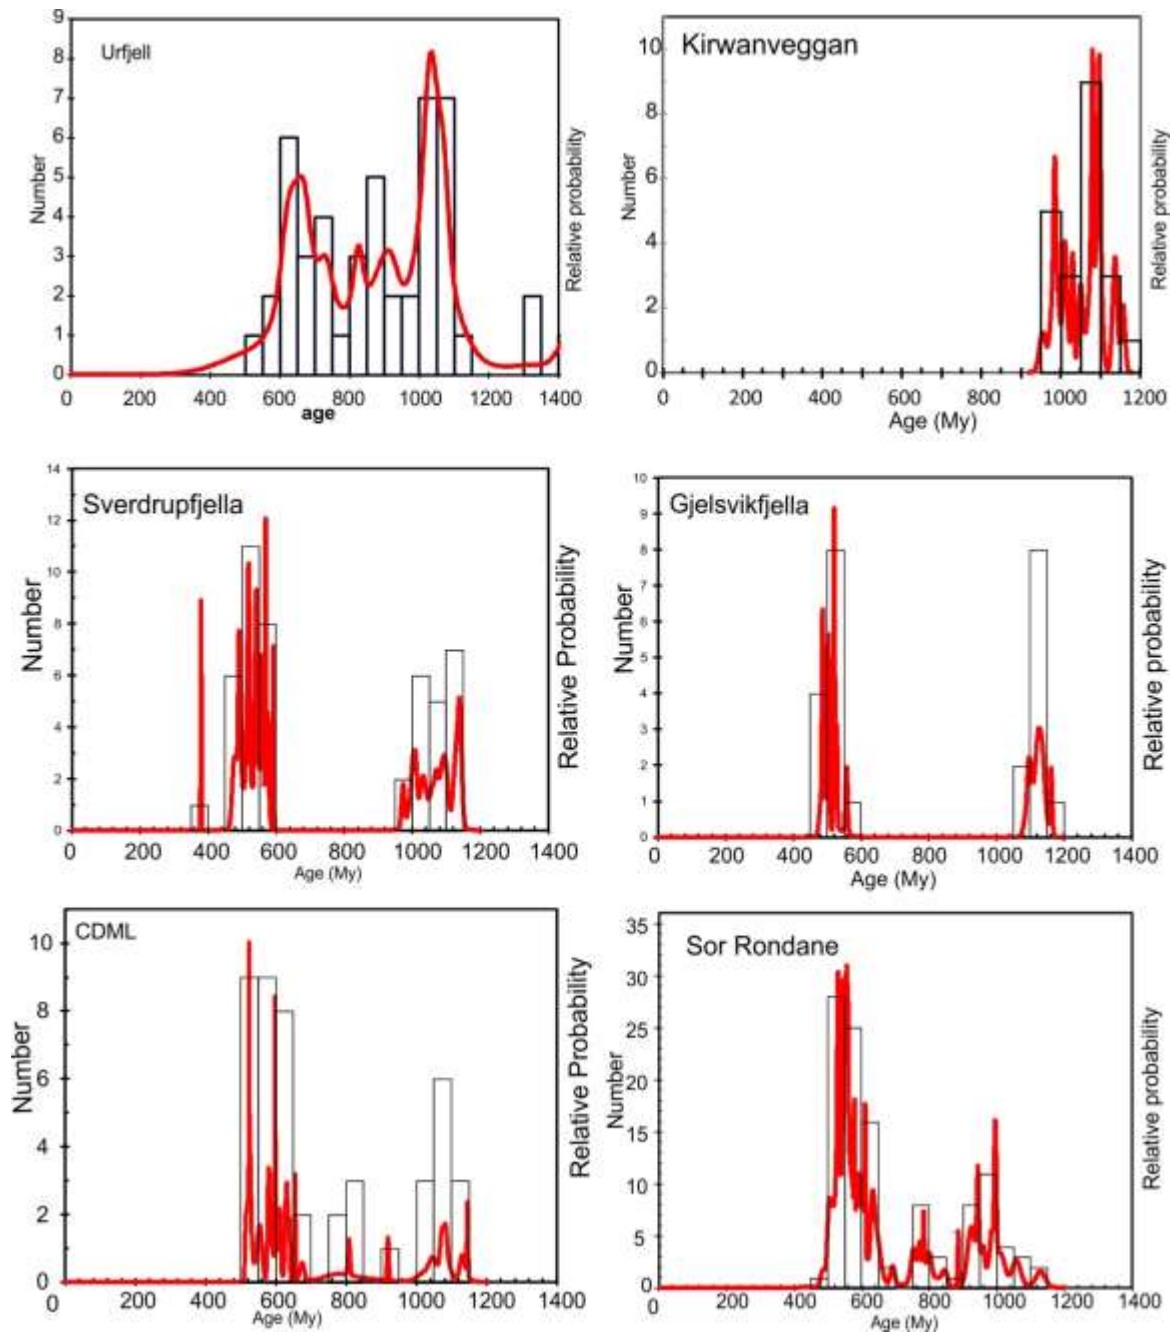 Urfjell
9
8
7
6
5
4
3
2
1
0
Number
Relative probability
0 200 400 600 800 1000 1200 1400
age
Kirwanveggan
10
8
6
4
2
0
Number
Relative probability
0 200 400 600 800 1000 1200
Age (My)
Sverdrupfjella
14
12
10
8
6
4
2
0
Number
Relative Probability
0 200 400 600 800 1000 1200 1400
Age (My)
Gjelsvikfjella
10
9
8
7
6
5
4
3
2
1
0
Number
Relative probability
0 200 400 600 800 1000 1200 1400
Age (My)
CDML
10
8
6
4
2
0
Number
Relative Probability
0 200 400 600 800 1000 1200 1400
Age (My)
Sor Rondane
35
30
25
20
15
10
5
0
Number
Relative probability
0 200 400 600 800 1000 1200 1400
Age (My)